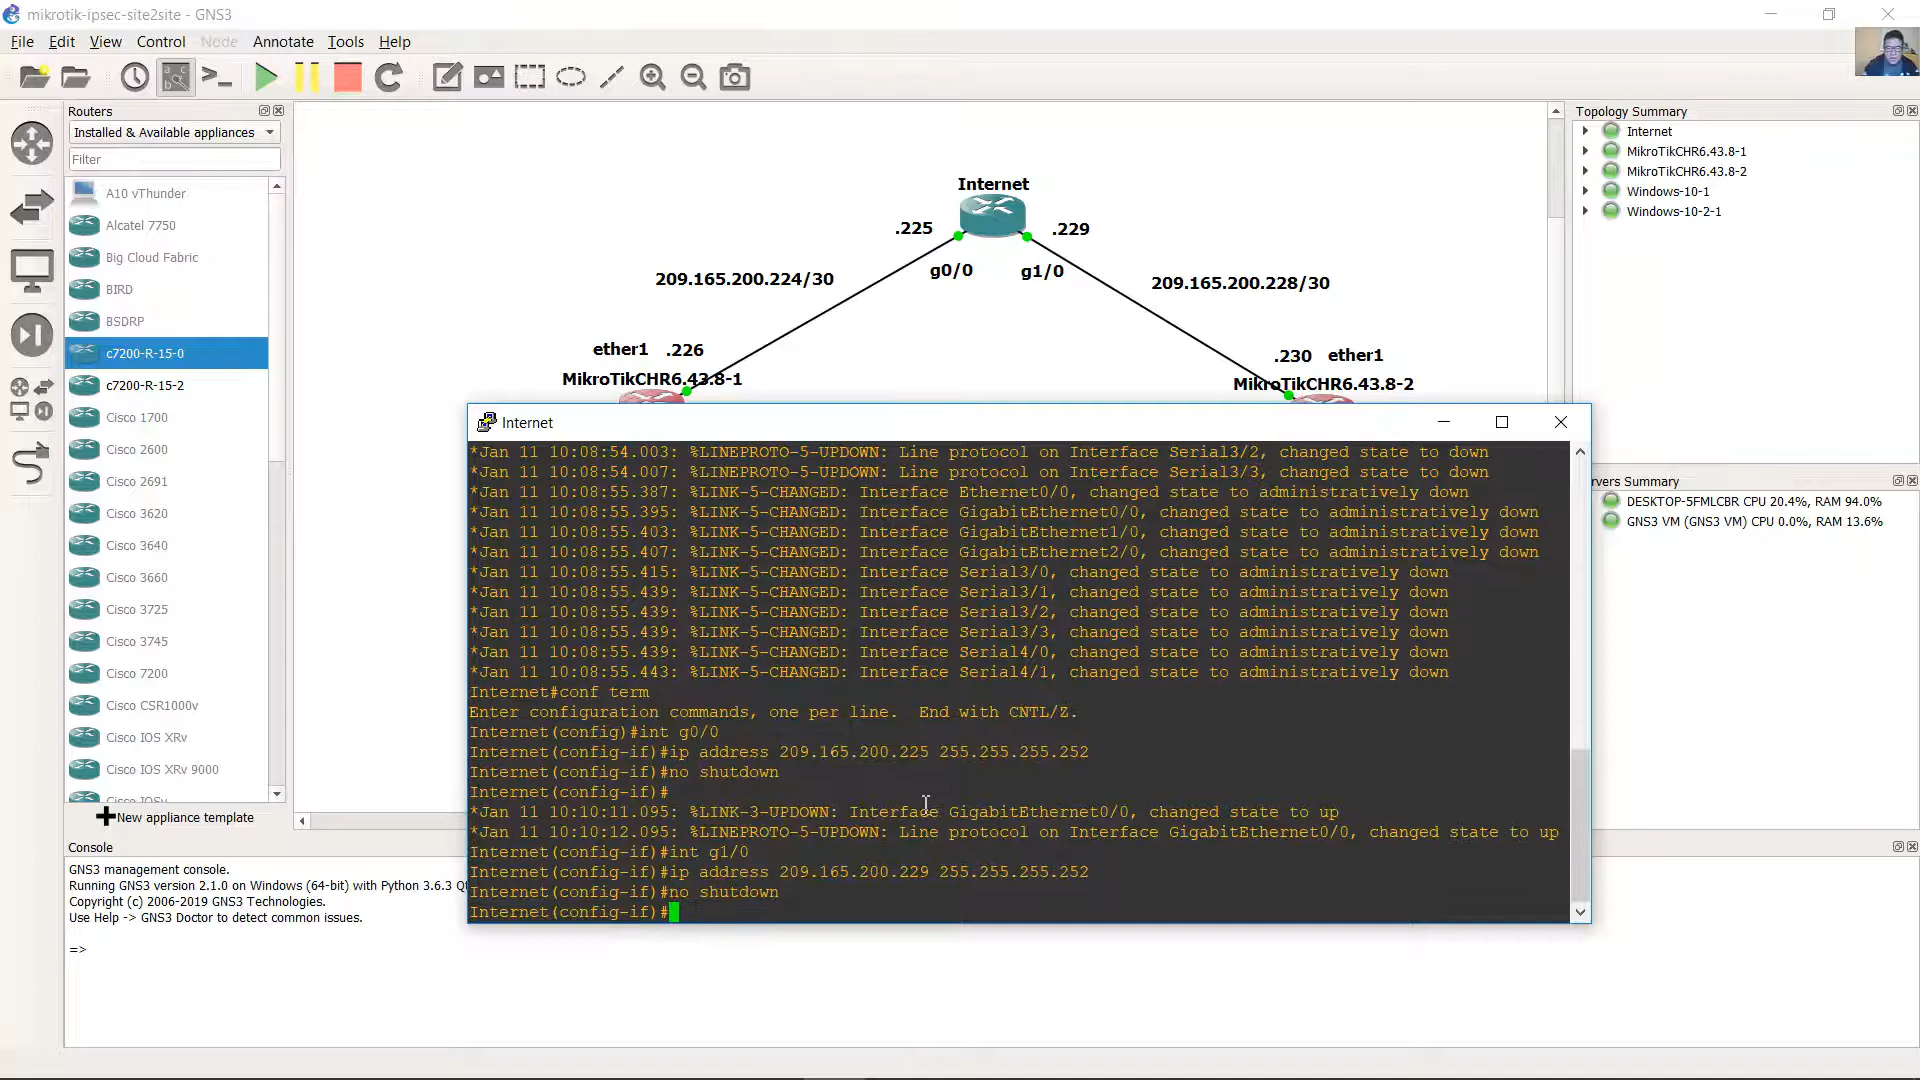 mikrotik-ipsec-site2site - GNS3
File Edit View Control Node Annotate Tools Help
Routers
Installed & Available appliances
Filter
A10 vThunder
Alcatel 7750
Big Cloud Fabric
BIRD
BSDRP
c7200-R-15-0
c7200-R-15-2
Cisco 1700
Cisco 2600
Cisco 2691
Cisco 3620
Cisco 3640
Cisco 3660
Cisco 3725
Cisco 3745
Cisco 7200
Cisco CSR1000v
Cisco IOS XRv
Cisco IOS XRv 9000
Cisco IOSv
New appliance template
Internet
.225
.229
g0/0
g1/0
209.165.200.224/30
209.165.200.228/30
ether1 .226
.230 ether1
MikroTikCHR6.43.8-1
MikroTikCHR6.43.8-2
Internet
*Jan 11 10:08:54.003: %LINEPROTO-5-UPDOWN: Line protocol on Interface Serial3/2, changed state to down
*Jan 11 10:08:54.007: %LINEPROTO-5-UPDOWN: Line protocol on Interface Serial3/3, changed state to down
*Jan 11 10:08:55.387: %LINK-5-CHANGED: Interface Ethernet0/0, changed state to administratively down
*Jan 11 10:08:55.395: %LINK-5-CHANGED: Interface GigabitEthernet0/0, changed state to administratively down
*Jan 11 10:08:55.403: %LINK-5-CHANGED: Interface GigabitEthernet1/0, changed state to administratively down
*Jan 11 10:08:55.407: %LINK-5-CHANGED: Interface GigabitEthernet2/0, changed state to administratively down
*Jan 11 10:08:55.415: %LINK-5-CHANGED: Interface Serial3/0, changed state to administratively down
*Jan 11 10:08:55.439: %LINK-5-CHANGED: Interface Serial3/1, changed state to administratively down
*Jan 11 10:08:55.439: %LINK-5-CHANGED: Interface Serial3/2, changed state to administratively down
*Jan 11 10:08:55.439: %LINK-5-CHANGED: Interface Serial3/3, changed state to administratively down
*Jan 11 10:08:55.439: %LINK-5-CHANGED: Interface Serial4/0, changed state to administratively down
*Jan 11 10:08:55.443: %LINK-5-CHANGED: Interface Serial4/1, changed state to administratively down
Internet#conf term
Enter configuration commands, one per line. End with CNTL/Z.
Internet(config)#int g0/0
Internet(config-if)#ip address 209.165.200.225 255.255.255.252
Internet(config-if)#no shutdown
Internet(config-if)#
*Jan 11 10:10:11.095: %LINK-3-UPDOWN: Interface GigabitEthernet0/0, changed state to up
*Jan 11 10:10:12.095: %LINEPROTO-5-UPDOWN: Line protocol on Interface GigabitEthernet0/0, changed state to up
Internet(config-if)#int g1/0
Internet(config-if)#ip address 209.165.200.229 255.255.255.252
Internet(config-if)#no shutdown
Internet(config-if)#
Topology Summary
Internet
MikroTikCHR6.43.8-1
MikroTikCHR6.43.8-2
Windows-10-1
Windows-10-2-1
rvers Summary
DESKTOP-5FMLCBR CPU 20.4%, RAM 94.0%
GNS3 VM (GNS3 VM) CPU 0.0%, RAM 13.6%
Console
GNS3 management console.
Running GNS3 version 2.1.0 on Windows (64-bit) with Python 3.6.3 Qt
Copyright (c) 2006-2019 GNS3 Technologies.
Use Help -> GNS3 Doctor to detect common issues.
=>